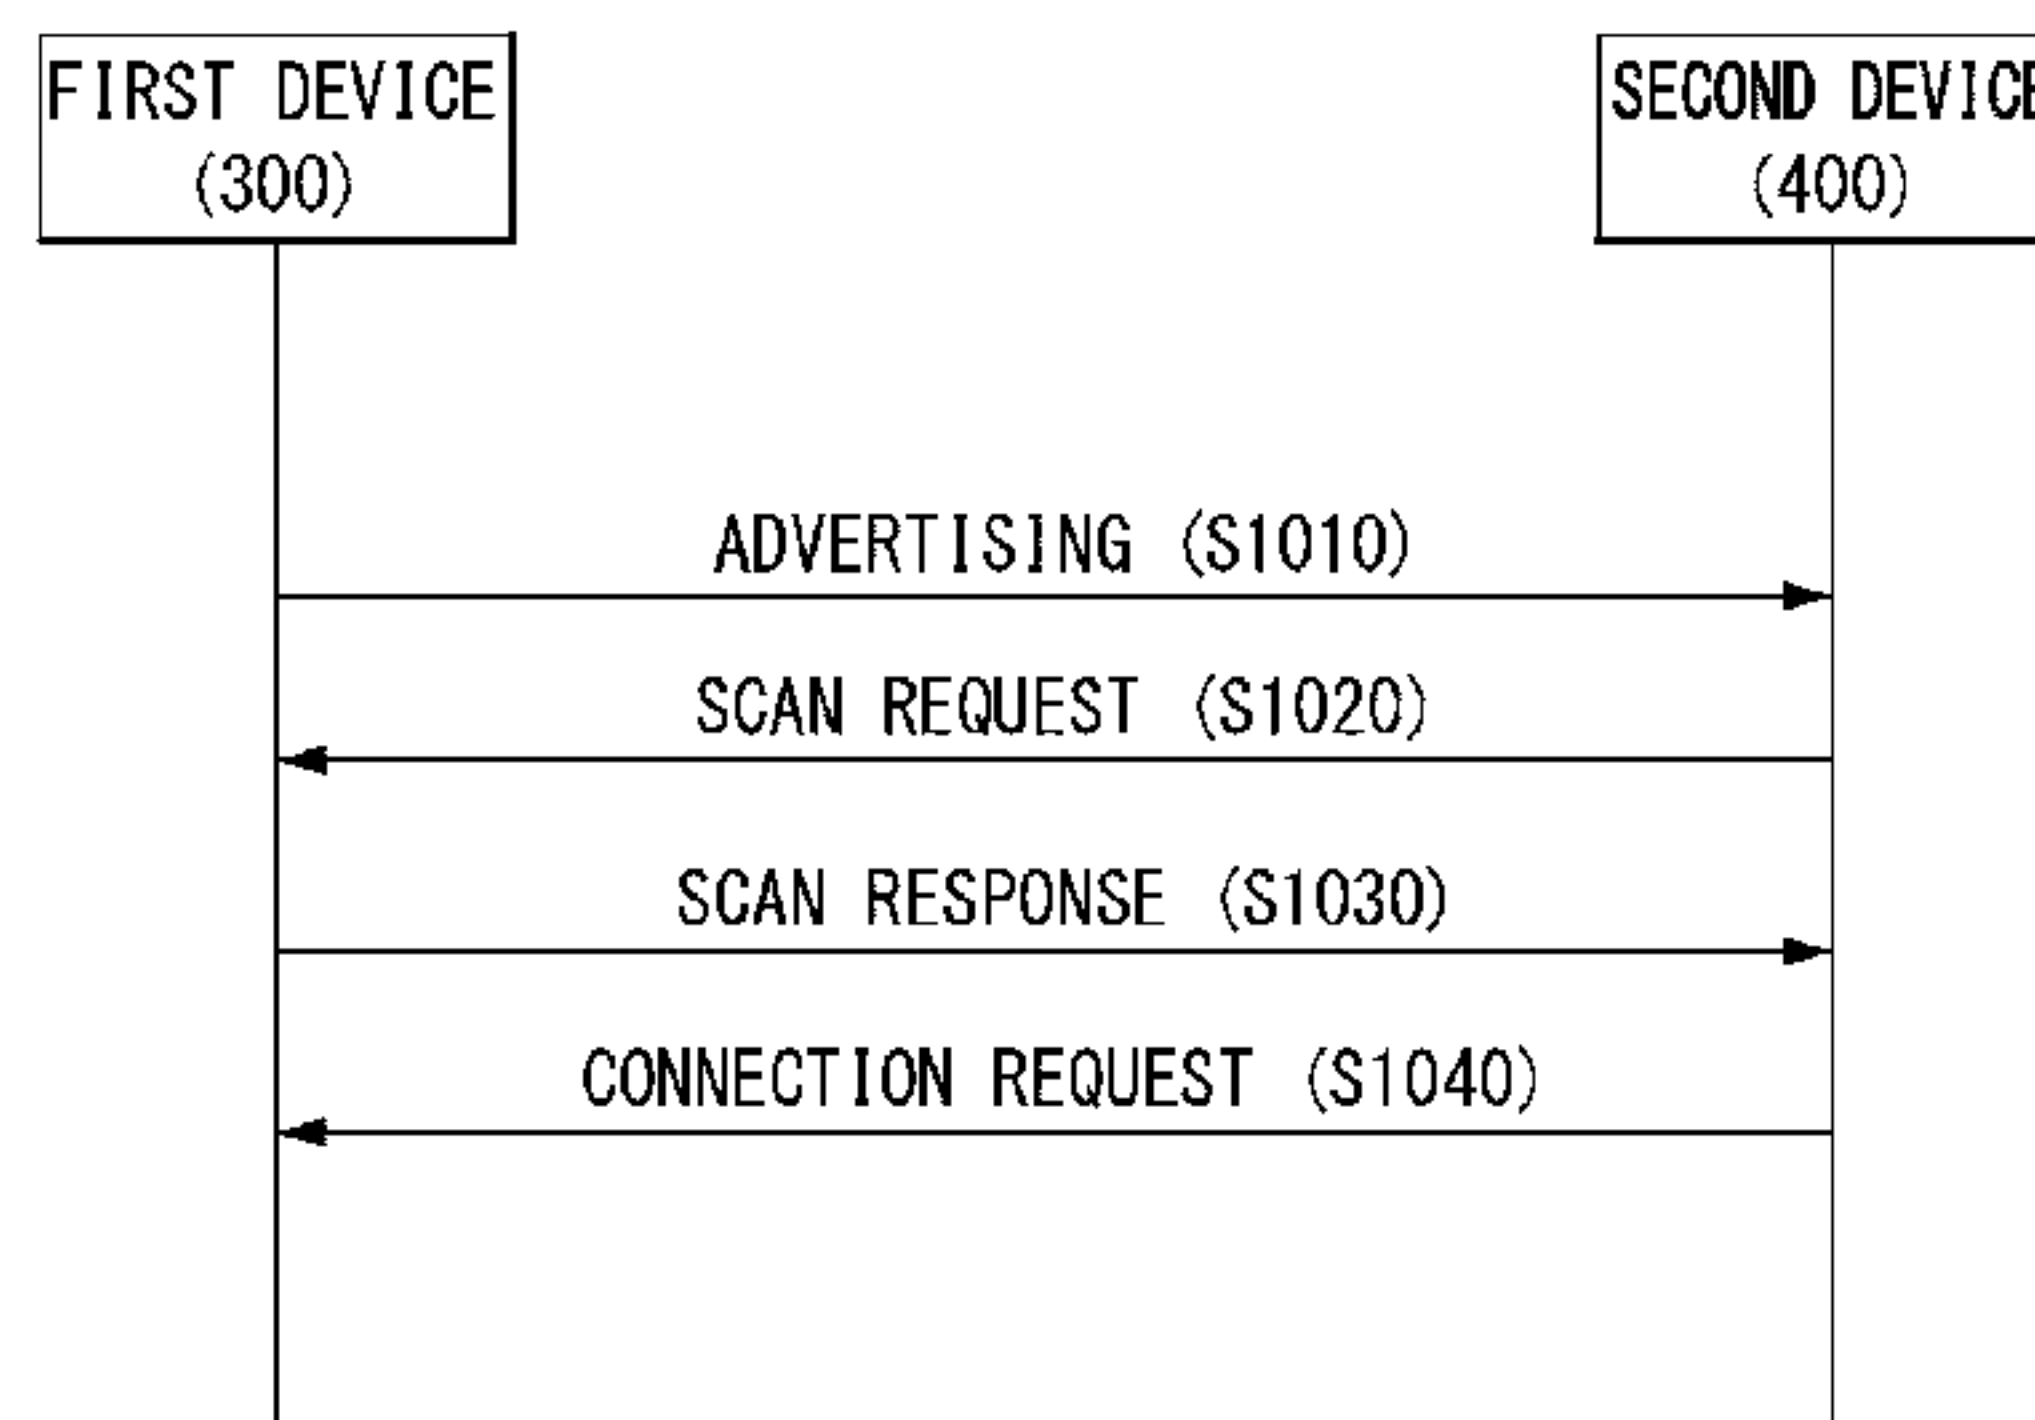 FIRST DEVICE
(300)
SECOND DEVICE
(400)
ADVERTISING (S1010)
SCAN REQUEST (S1020)
SCAN RESPONSE (S1030)
CONNECTION REQUEST (S1040)